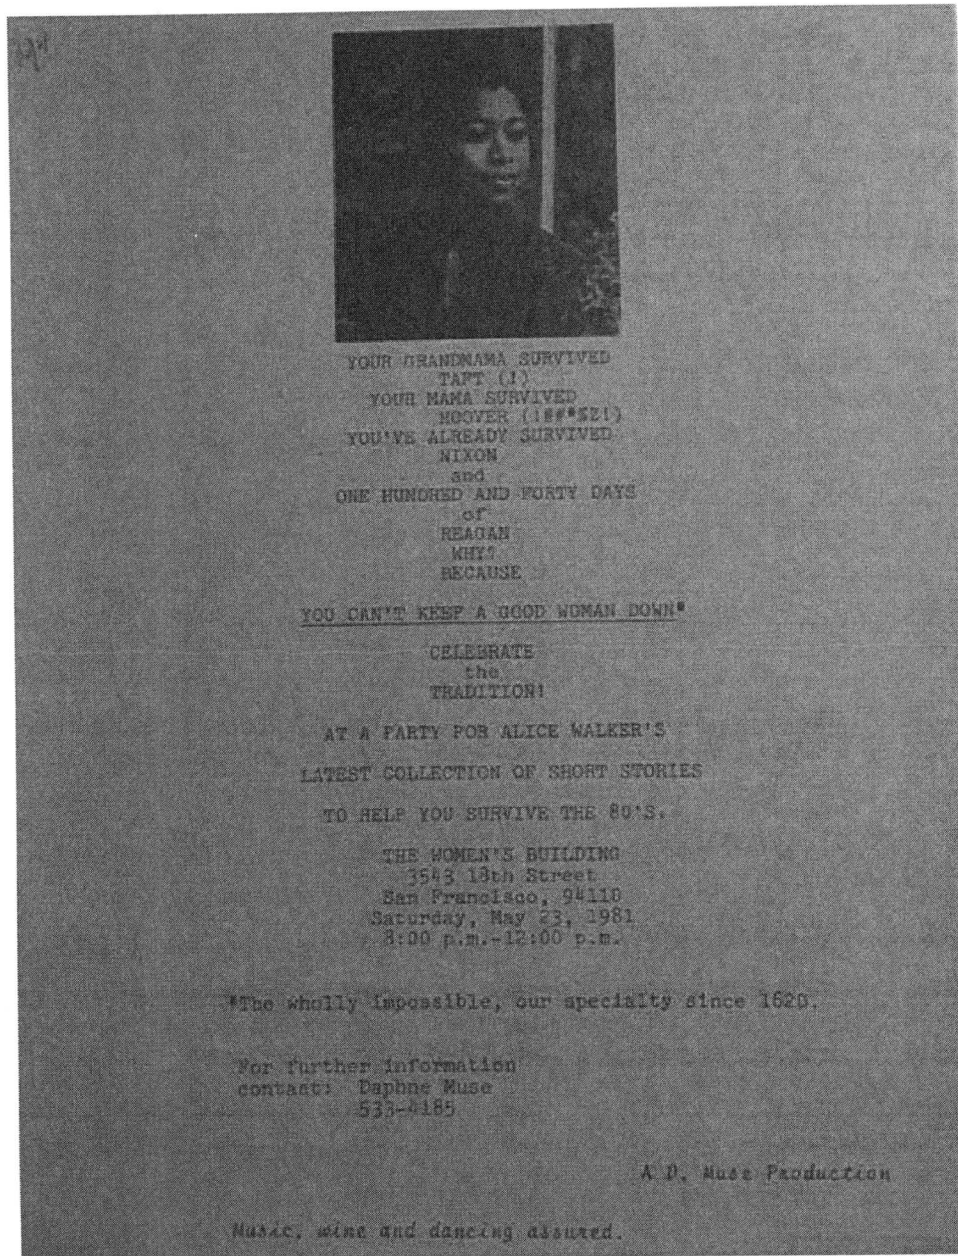 YOUR GRANDMAMA SURVIVED
TAFT (!)
YOUR MAMA SURVIVED
HOOVER (!##*%Z!)
YOU'VE ALREADY SURVIVED
NIXON
and
ONE HUNDRED AND FORTY DAYS
of
REAGAN
WHY?
BECAUSE
YOU CAN'T KEEP A GOOD WOMAN DOWN*
CELEBRATE
the
TRADITION!
AT A PARTY FOR ALICE WALKER'S
LATEST COLLECTION OF SHORT STORIES
TO HELP YOU SURVIVE THE 80'S.
THE WOMEN'S BUILDING
3543 18th Street
San Francisco, 94110
Saturday, May 23, 1981
8:00 p.m.-12:00 p.m.
*The wholly impossible, our specialty since 1620.
For further information
contact: Daphne Muse
533-4185
A D. Muse Production
Music, wine and dancing assured.